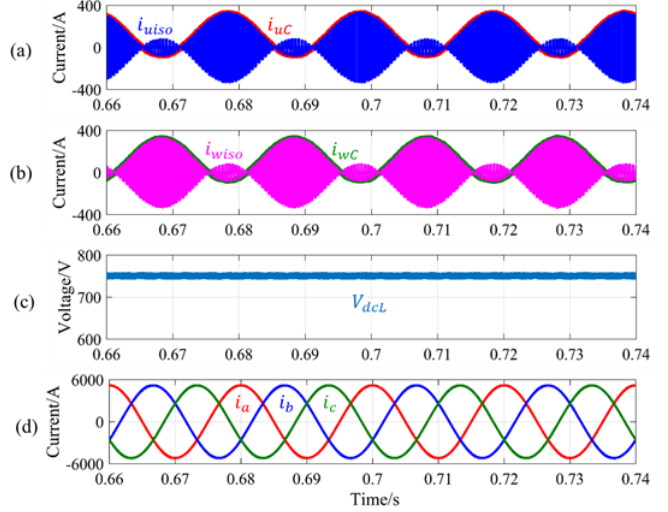 (a)
Current/A
400
0
-400
i_uiso i_uC
0.66 0.67 0.68 0.69 0.7 0.71 0.72 0.73 0.74
(b)
Current/A
400
0
-400
i_wiso i_wC
0.66 0.67 0.68 0.69 0.7 0.71 0.72 0.73 0.74
(c)
Voltage/V
800
700
600
V_dcL
0.66 0.67 0.68 0.69 0.7 0.71 0.72 0.73 0.74
(d)
Current/A
6000
0
-6000
i_a i_b i_c
0.66 0.67 0.68 0.69 0.7 0.71 0.72 0.73 0.74
Time/s